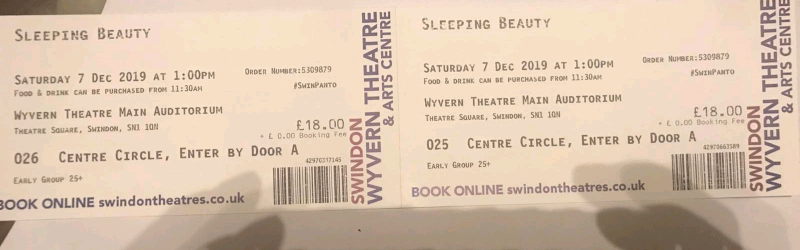 SLEEPING BEAUTY
SATURDAY 7 DEC 2019 AT 1:00PM
ORDER NUMBER:5309879
FOOD & DRINK CAN BE PURCHASED FROM 11:30AM
#SWINPANTO
WYVERN THEATRE MAIN AUDITORIUM
£18.00
THEATRE SQUARE, SWINDON, SN1 1QN
+ £ 0.00 Booking Fee
O26 CENTRE CIRCLE, ENTER BY DOOR A
EARLY GROUP 25+
BOOK ONLINE swindontheatres.co.uk
SWINDON
WYVERN THEATRE
& ARTS CENTRE
SLEEPING BEAUTY
SATURDAY 7 DEC 2019 AT 1:00PM
ORDER NUMBER:5309879
FOOD & DRINK CAN BE PURCHASED FROM 11:30AM
#SWINPANTO
WYVERN THEATRE MAIN AUDITORIUM
£18.00
THEATRE SQUARE, SWINDON, SN1 1QN
+ £ 0.00 Booking Fee
O25 CENTRE CIRCLE, ENTER BY DOOR A
42970663589
EARLY GROUP 25+
BOOK ONLINE swindontheatres.co.uk
SWINDON
WYVERN THEATRE
& ARTS CENTRE